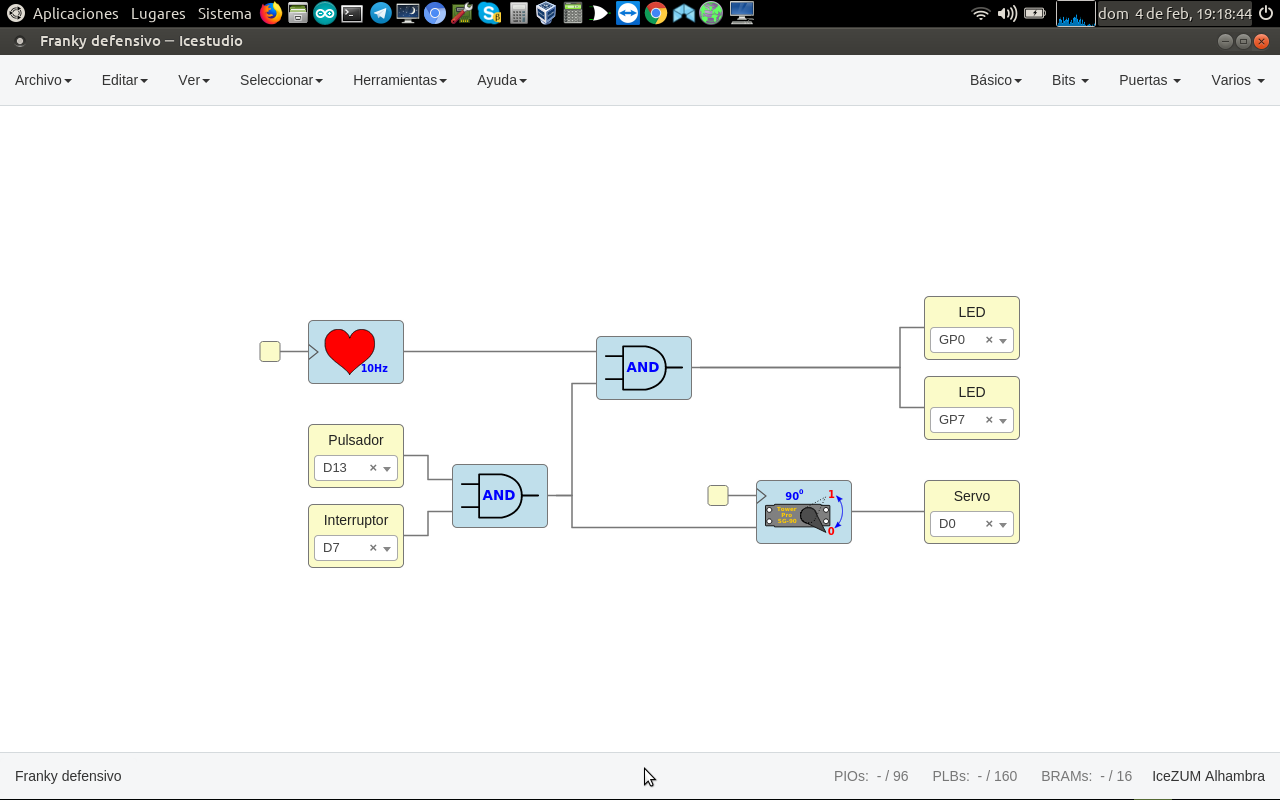 Aplicaciones Lugares Sistema dom 4 de feb, 19:18:44
Franky defensivo — Icestudio
Archivo Editar Ver Seleccionar Herramientas Ayuda Básico Bits Puertas Varios
LED
GP0 ×
10Hz
AND
LED
GP7 ×
Pulsador
D13 ×
AND
Interruptor
D7 ×
90⁰ 1
Tower
Pro
SG-90
0
Servo
D0 ×
Franky defensivo PIOs: - / 96 PLBs: - / 160 BRAMs: - / 16 IceZUM Alhambra